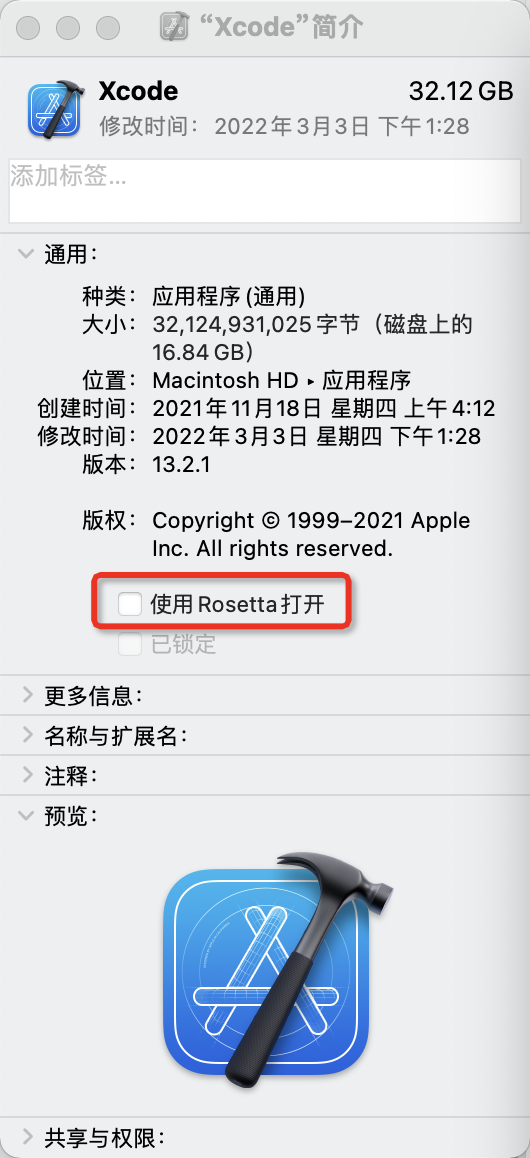 “Xcode”简介
Xcode
32.12 GB
修改时间： 2022年3月3日 下午1:28
添加标签...
通用：
种类： 应用程序 (通用)
大小： 32,124,931,025 字节（磁盘上的
16.84 GB）
位置： Macintosh HD ▸ 应用程序
创建时间： 2021年11月18日 星期四 上午4:12
修改时间： 2022年3月3日 星期四 下午1:28
版本： 13.2.1
版权： Copyright © 1999–2021 Apple
Inc. All rights reserved.
使用Rosetta打开
已锁定
更多信息：
名称与扩展名：
注释：
预览：
共享与权限：